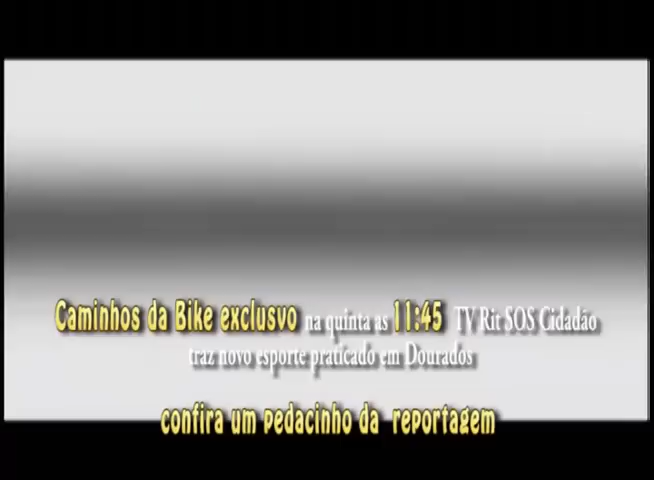 Caminhos da Bike exclusvo na quinta as 11:45 TV Rit SOS Cidadão
traz novo esporte praticado em Dourados
confira um pedacinho da reportagem